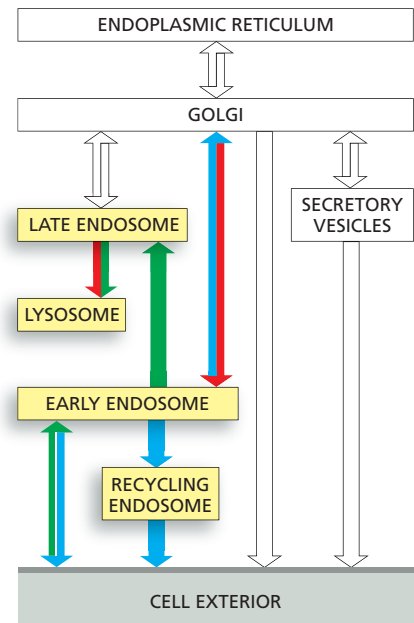 ENDOPLASMIC RETICULUM
GOLGI
SECRETORY
VESICLES
LATE ENDOSOME
LYSOSOME
EARLY ENDOSOME
RECYCLING
ENDOSOME
CELL EXTERIOR